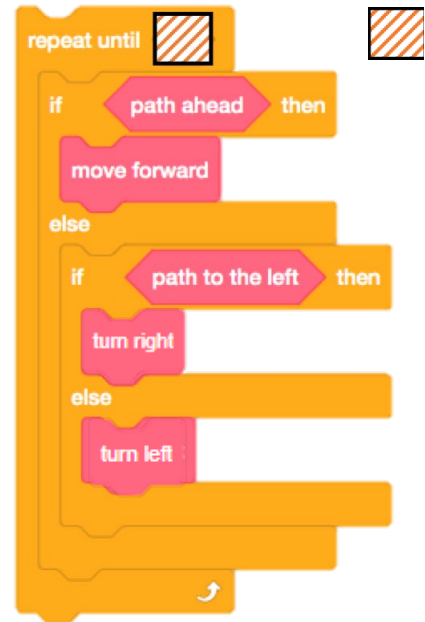 repeat until
if path ahead then
move forward
else
if path to the left then
turn right
else
turn left